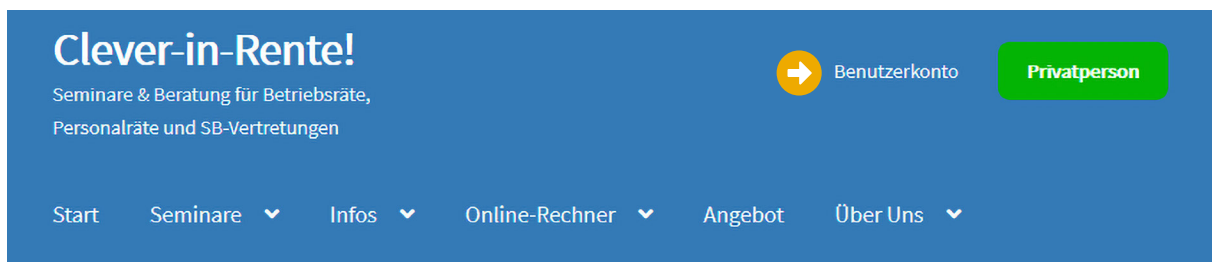 Clever-in-Rente!
Seminare & Beratung für Betriebsräte,
Personalräte und SB-Vertretungen
Benutzerkonto
Privatperson
Start Seminare Infos Online-Rechner Angebot Über Uns